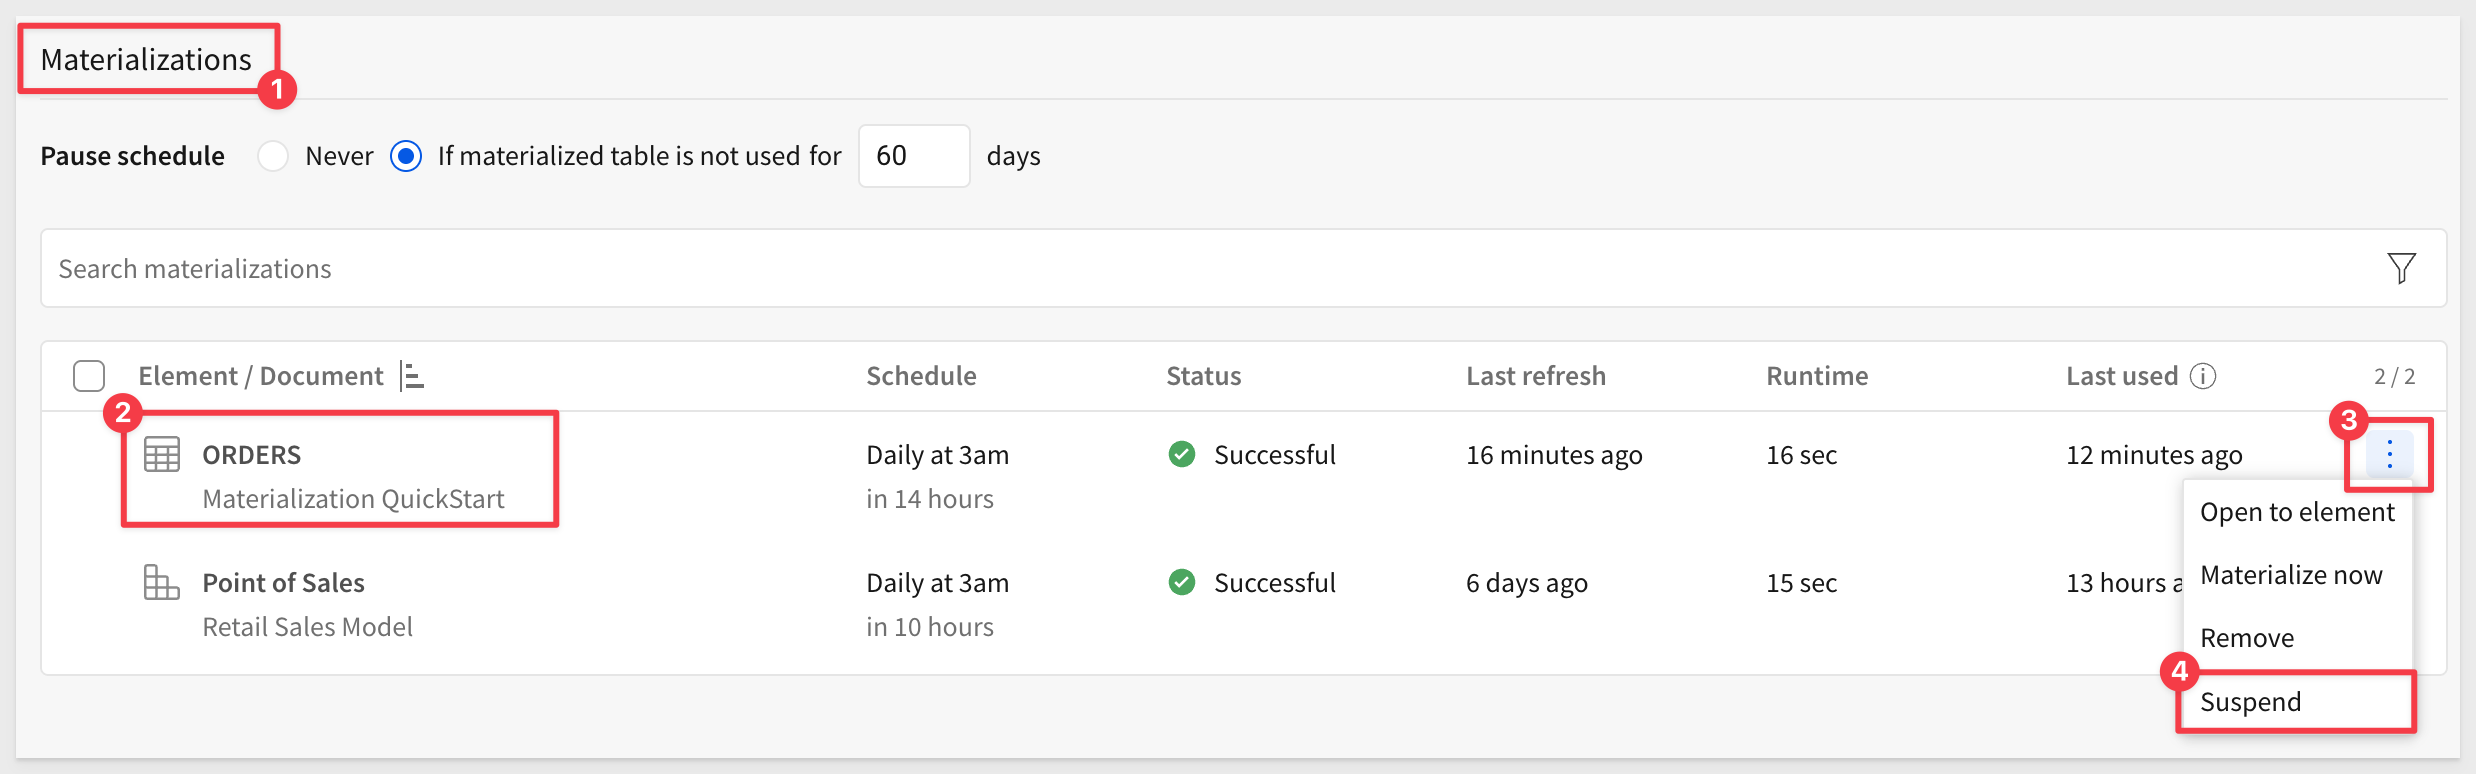 Materializations
1
Pause schedule Never If materialized table is not used for 60 days
Search materializations
Element / Document Schedule Status Last refresh Runtime Last used 2 / 2
2
3
ORDERS Daily at 3am Successful 16 minutes ago 16 sec 12 minutes ago
Materialization QuickStart in 14 hours
Open to element
Point of Sales Daily at 3am Successful 6 days ago 15 sec 13 hours a
Materialize now
Retail Sales Model in 10 hours
Remove
4
Suspend